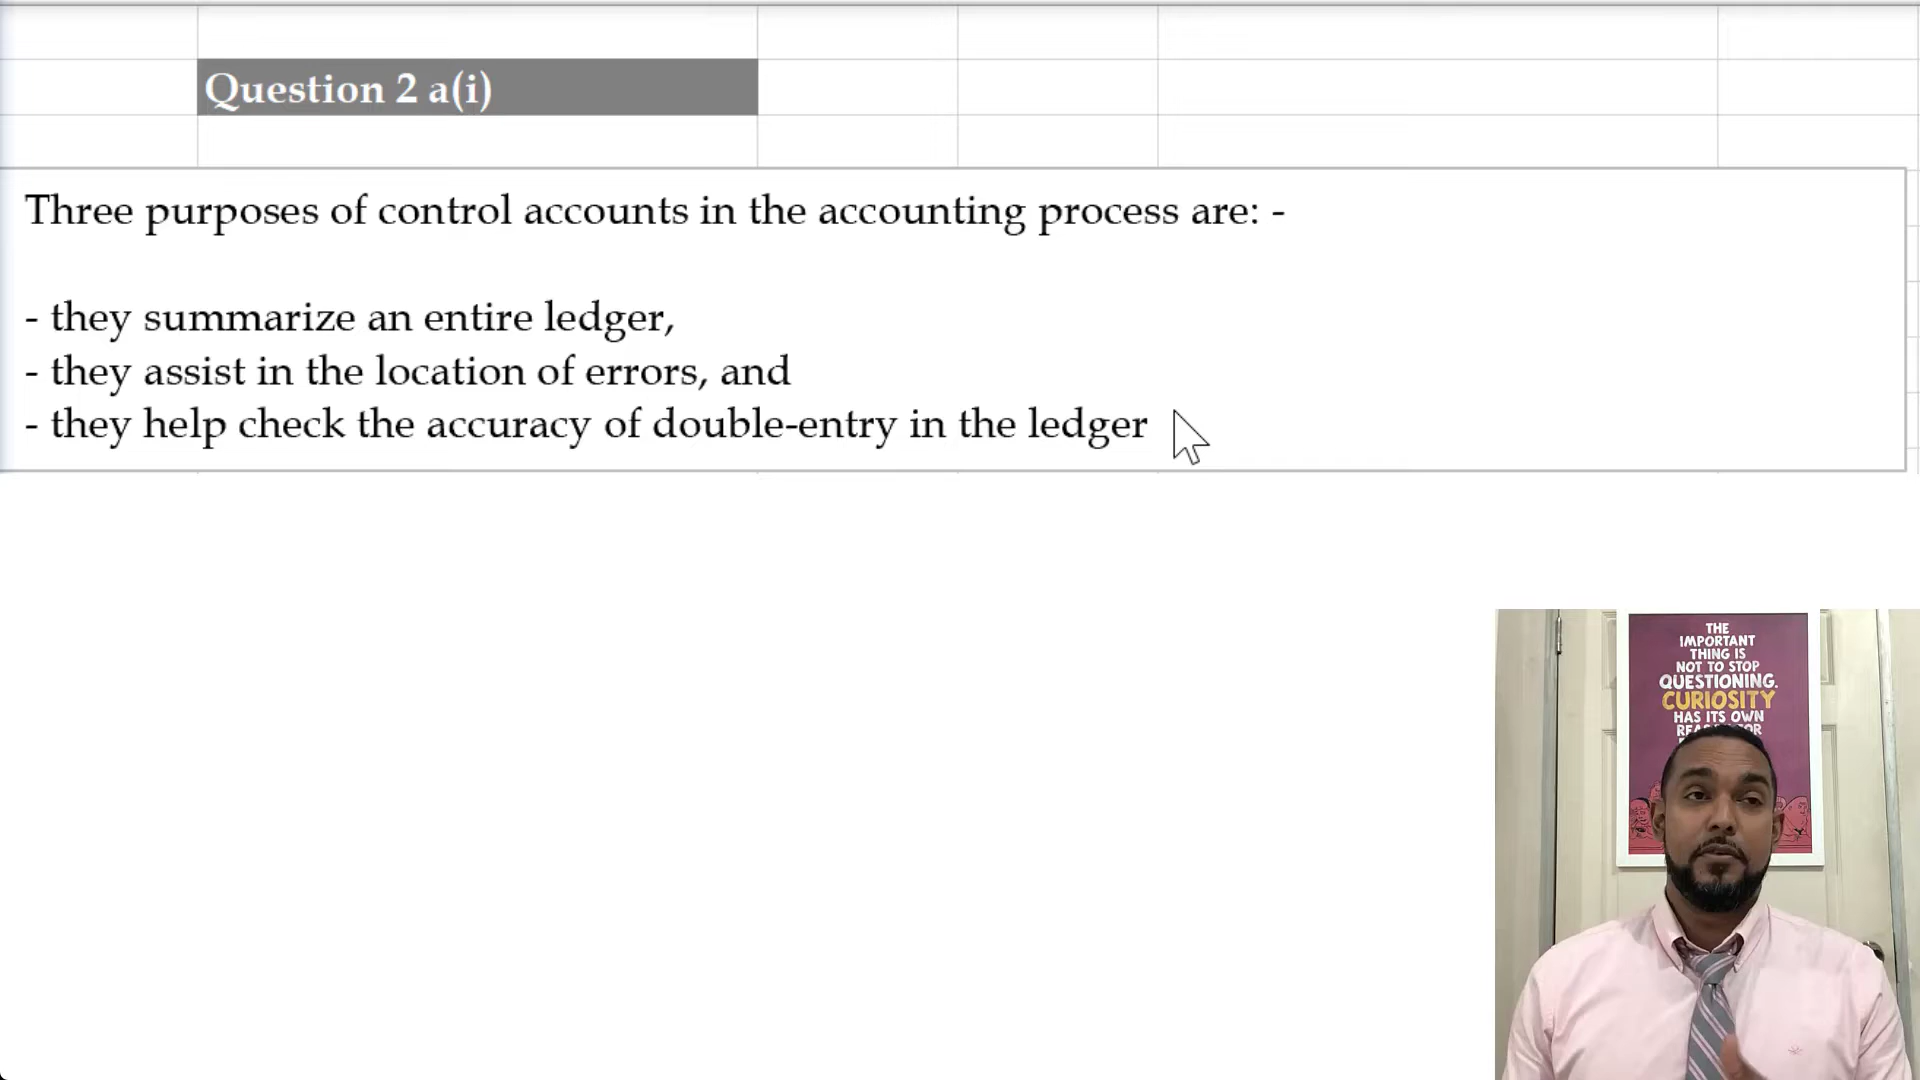 Question 2 a(i)
Three purposes of control accounts in the accounting process are: -
- they summarize an entire ledger,
- they assist in the location of errors, and
- they help check the accuracy of double-entry in the ledger
THE
IMPORTANT
THING IS
NOT TO STOP
QUESTIONING.
CURIOSITY
HAS ITS OWN